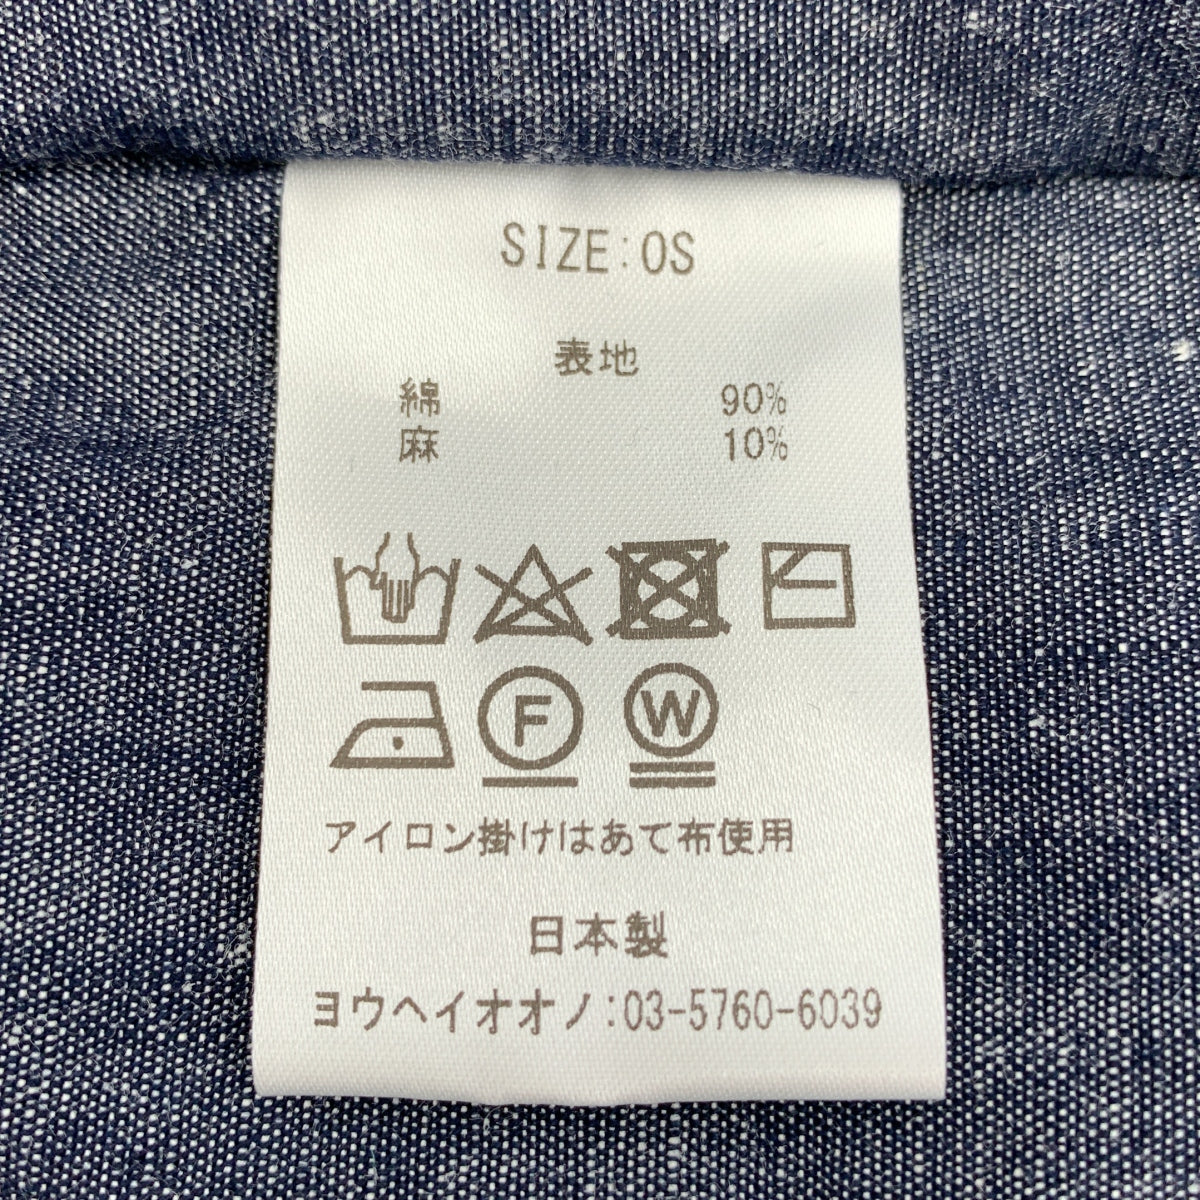 SIZE:OS
表地
綿 90%
麻 10%
F W
アイロン掛けはあて布使用
日本製
ヨウヘイオオノ:03-5760-6039